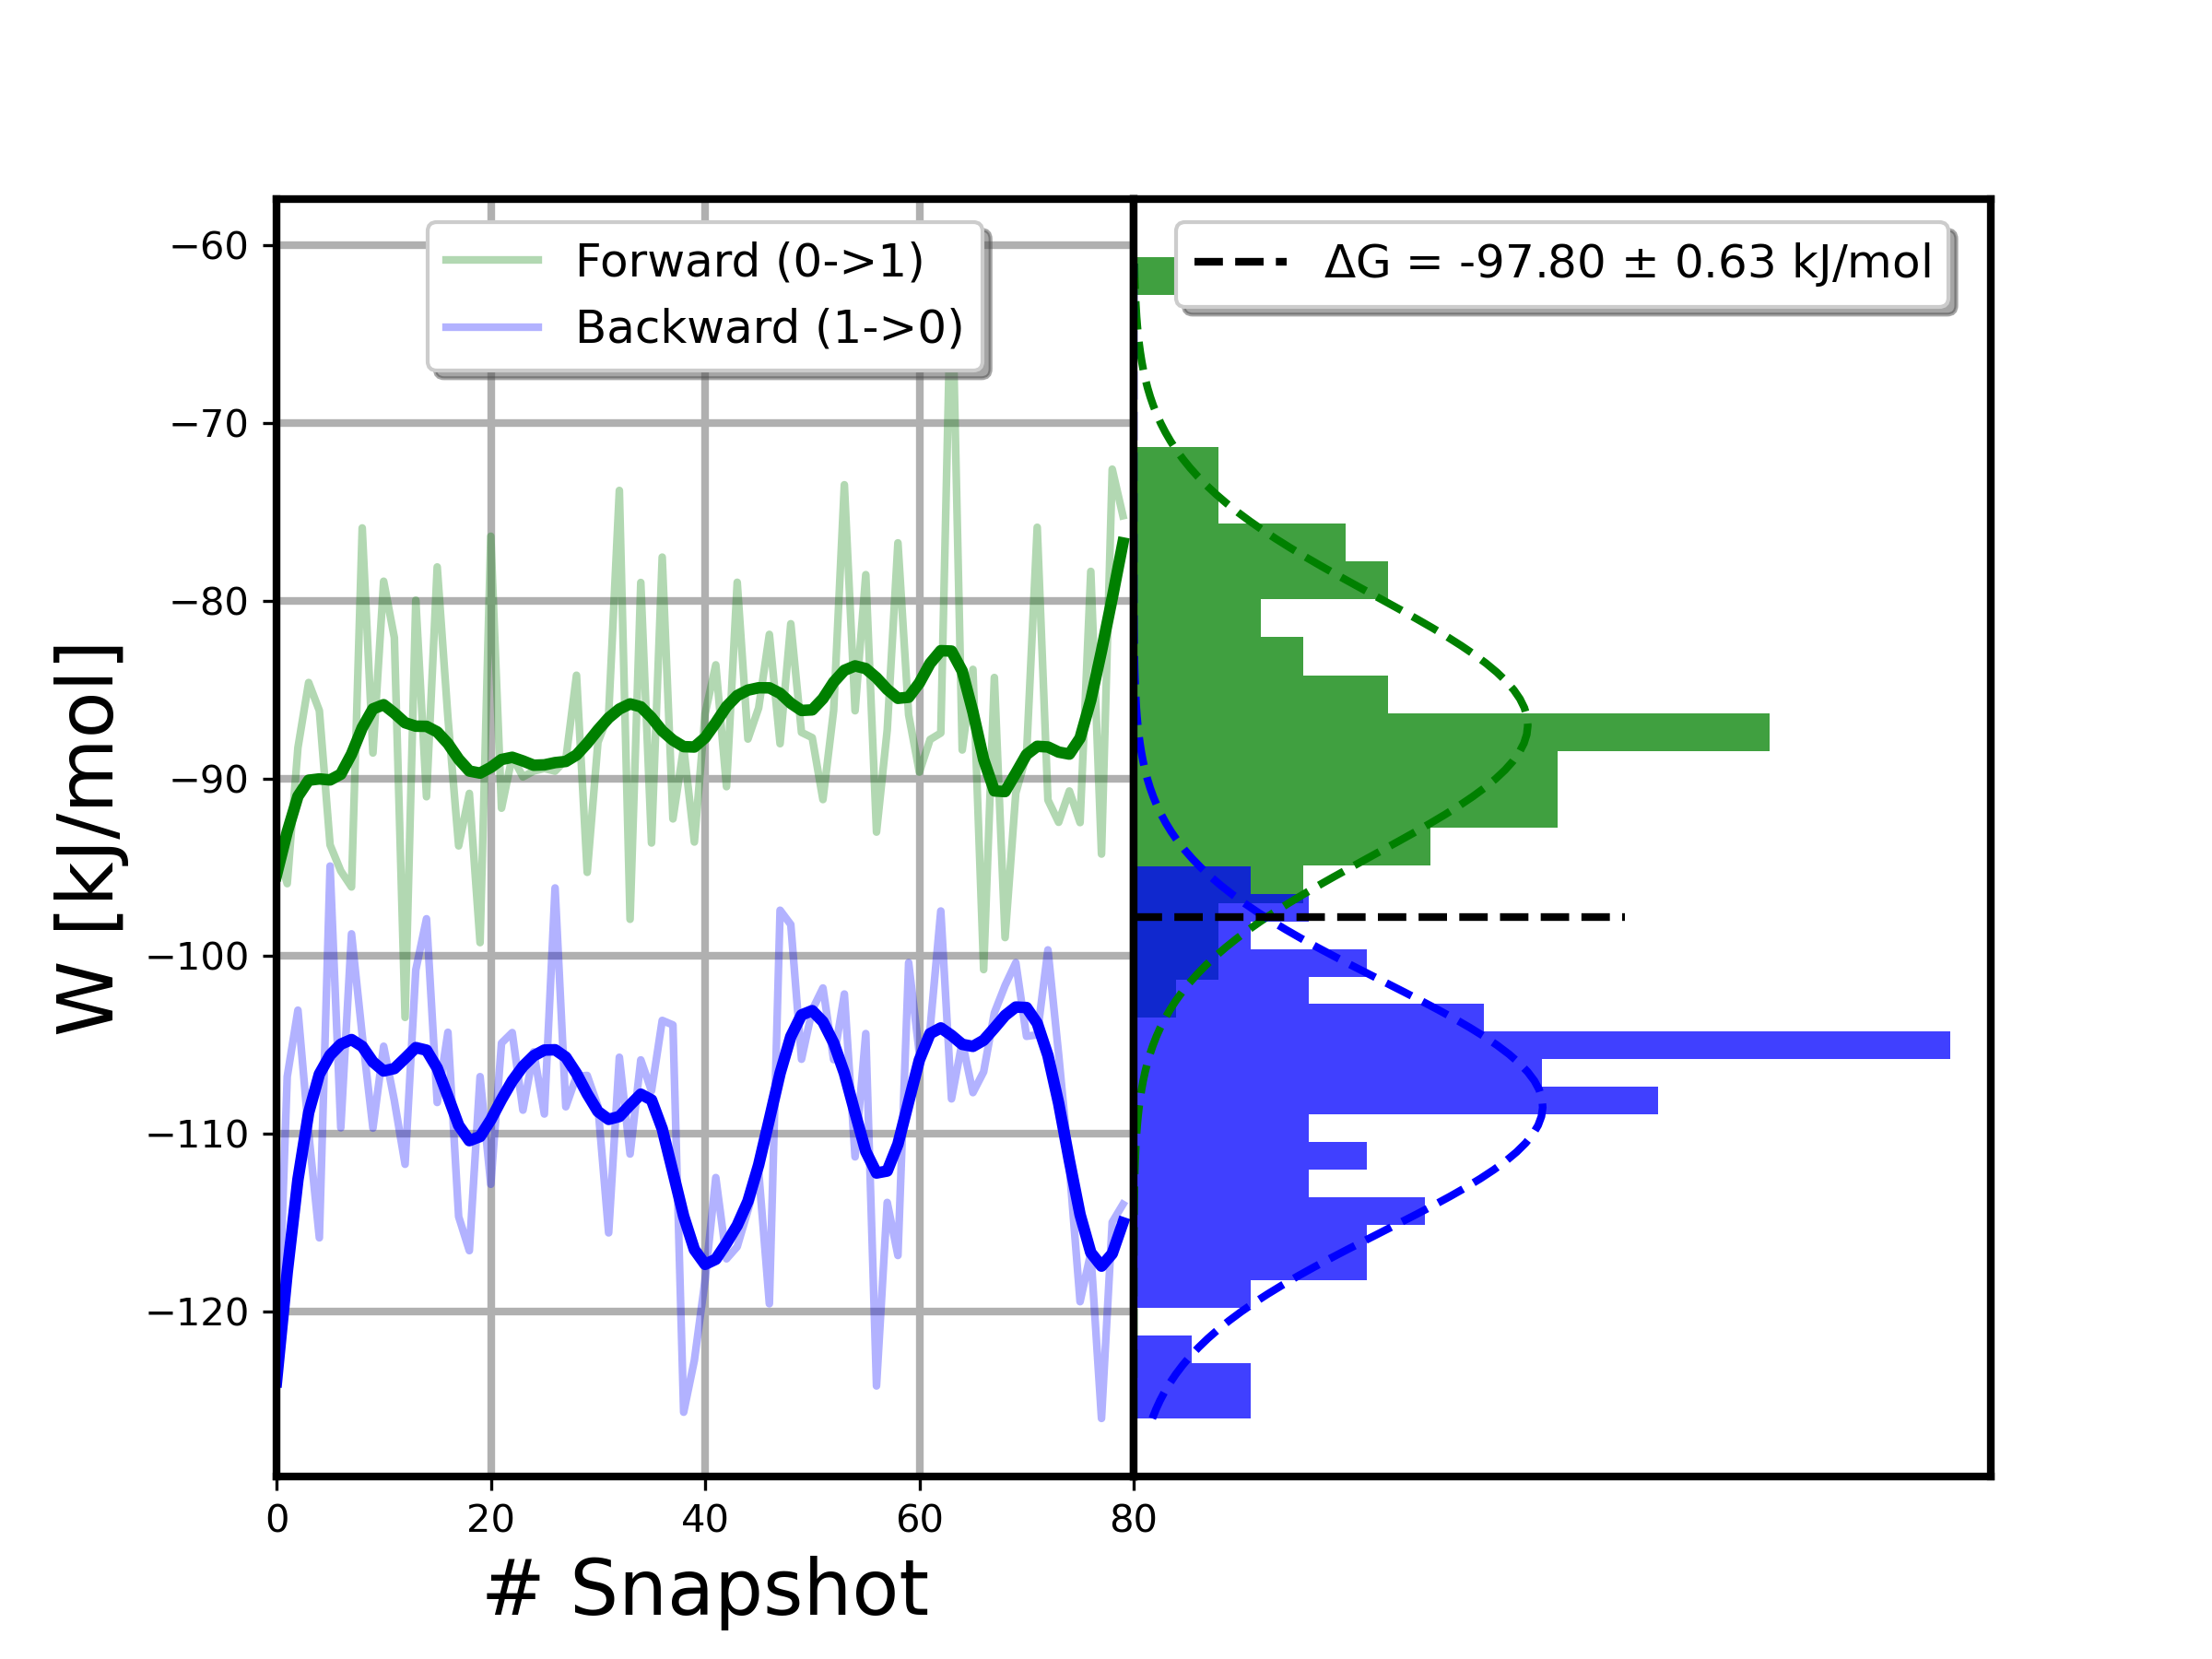 Forward (0->1)
Backward (1->0)
ΔG = -97.80 ± 0.63 kJ/mol
−60
−70
−80
−90
−100
−110
−120
W [kJ/mol]
0 20 40 60 80
# Snapshot